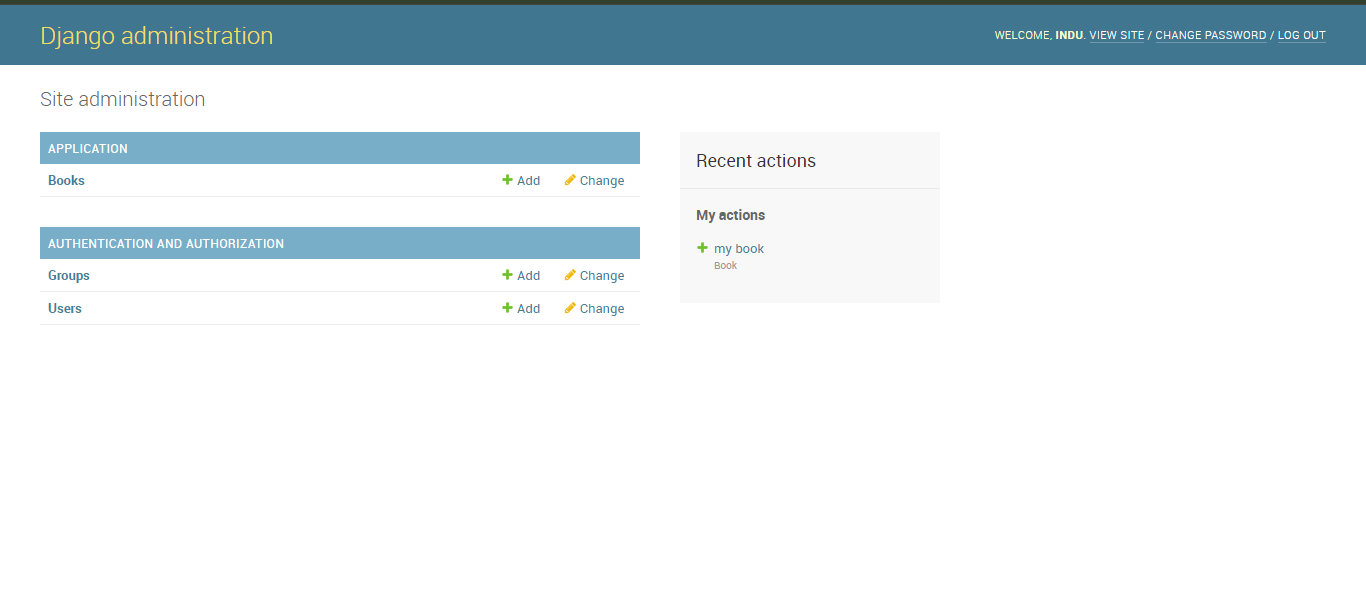 Django administration
WELCOME, INDU. VIEW SITE / CHANGE PASSWORD / LOG OUT
Site administration
APPLICATION
Books Add Change
AUTHENTICATION AND AUTHORIZATION
Groups Add Change
Users Add Change
Recent actions
My actions
my book
Book